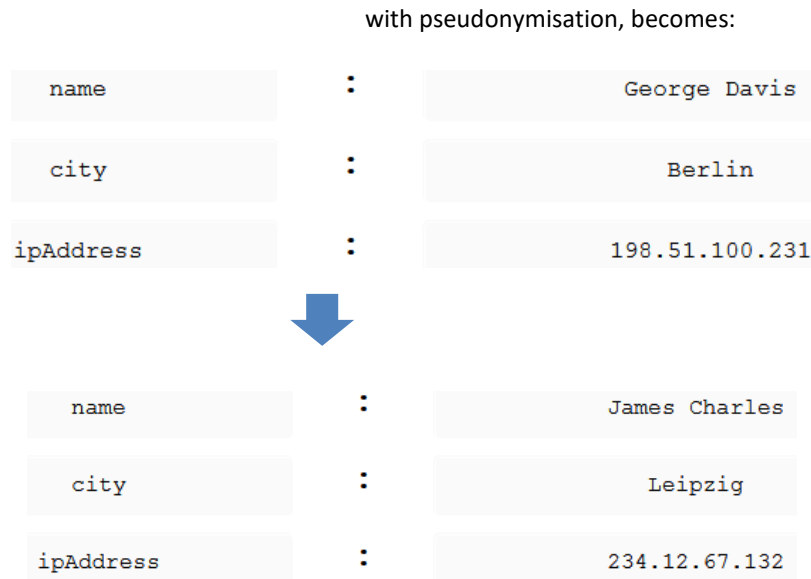 with pseudonymisation, becomes:
name : George Davis
city : Berlin
ipAddress : 198.51.100.231
name : James Charles
city : Leipzig
ipAddress : 234.12.67.132